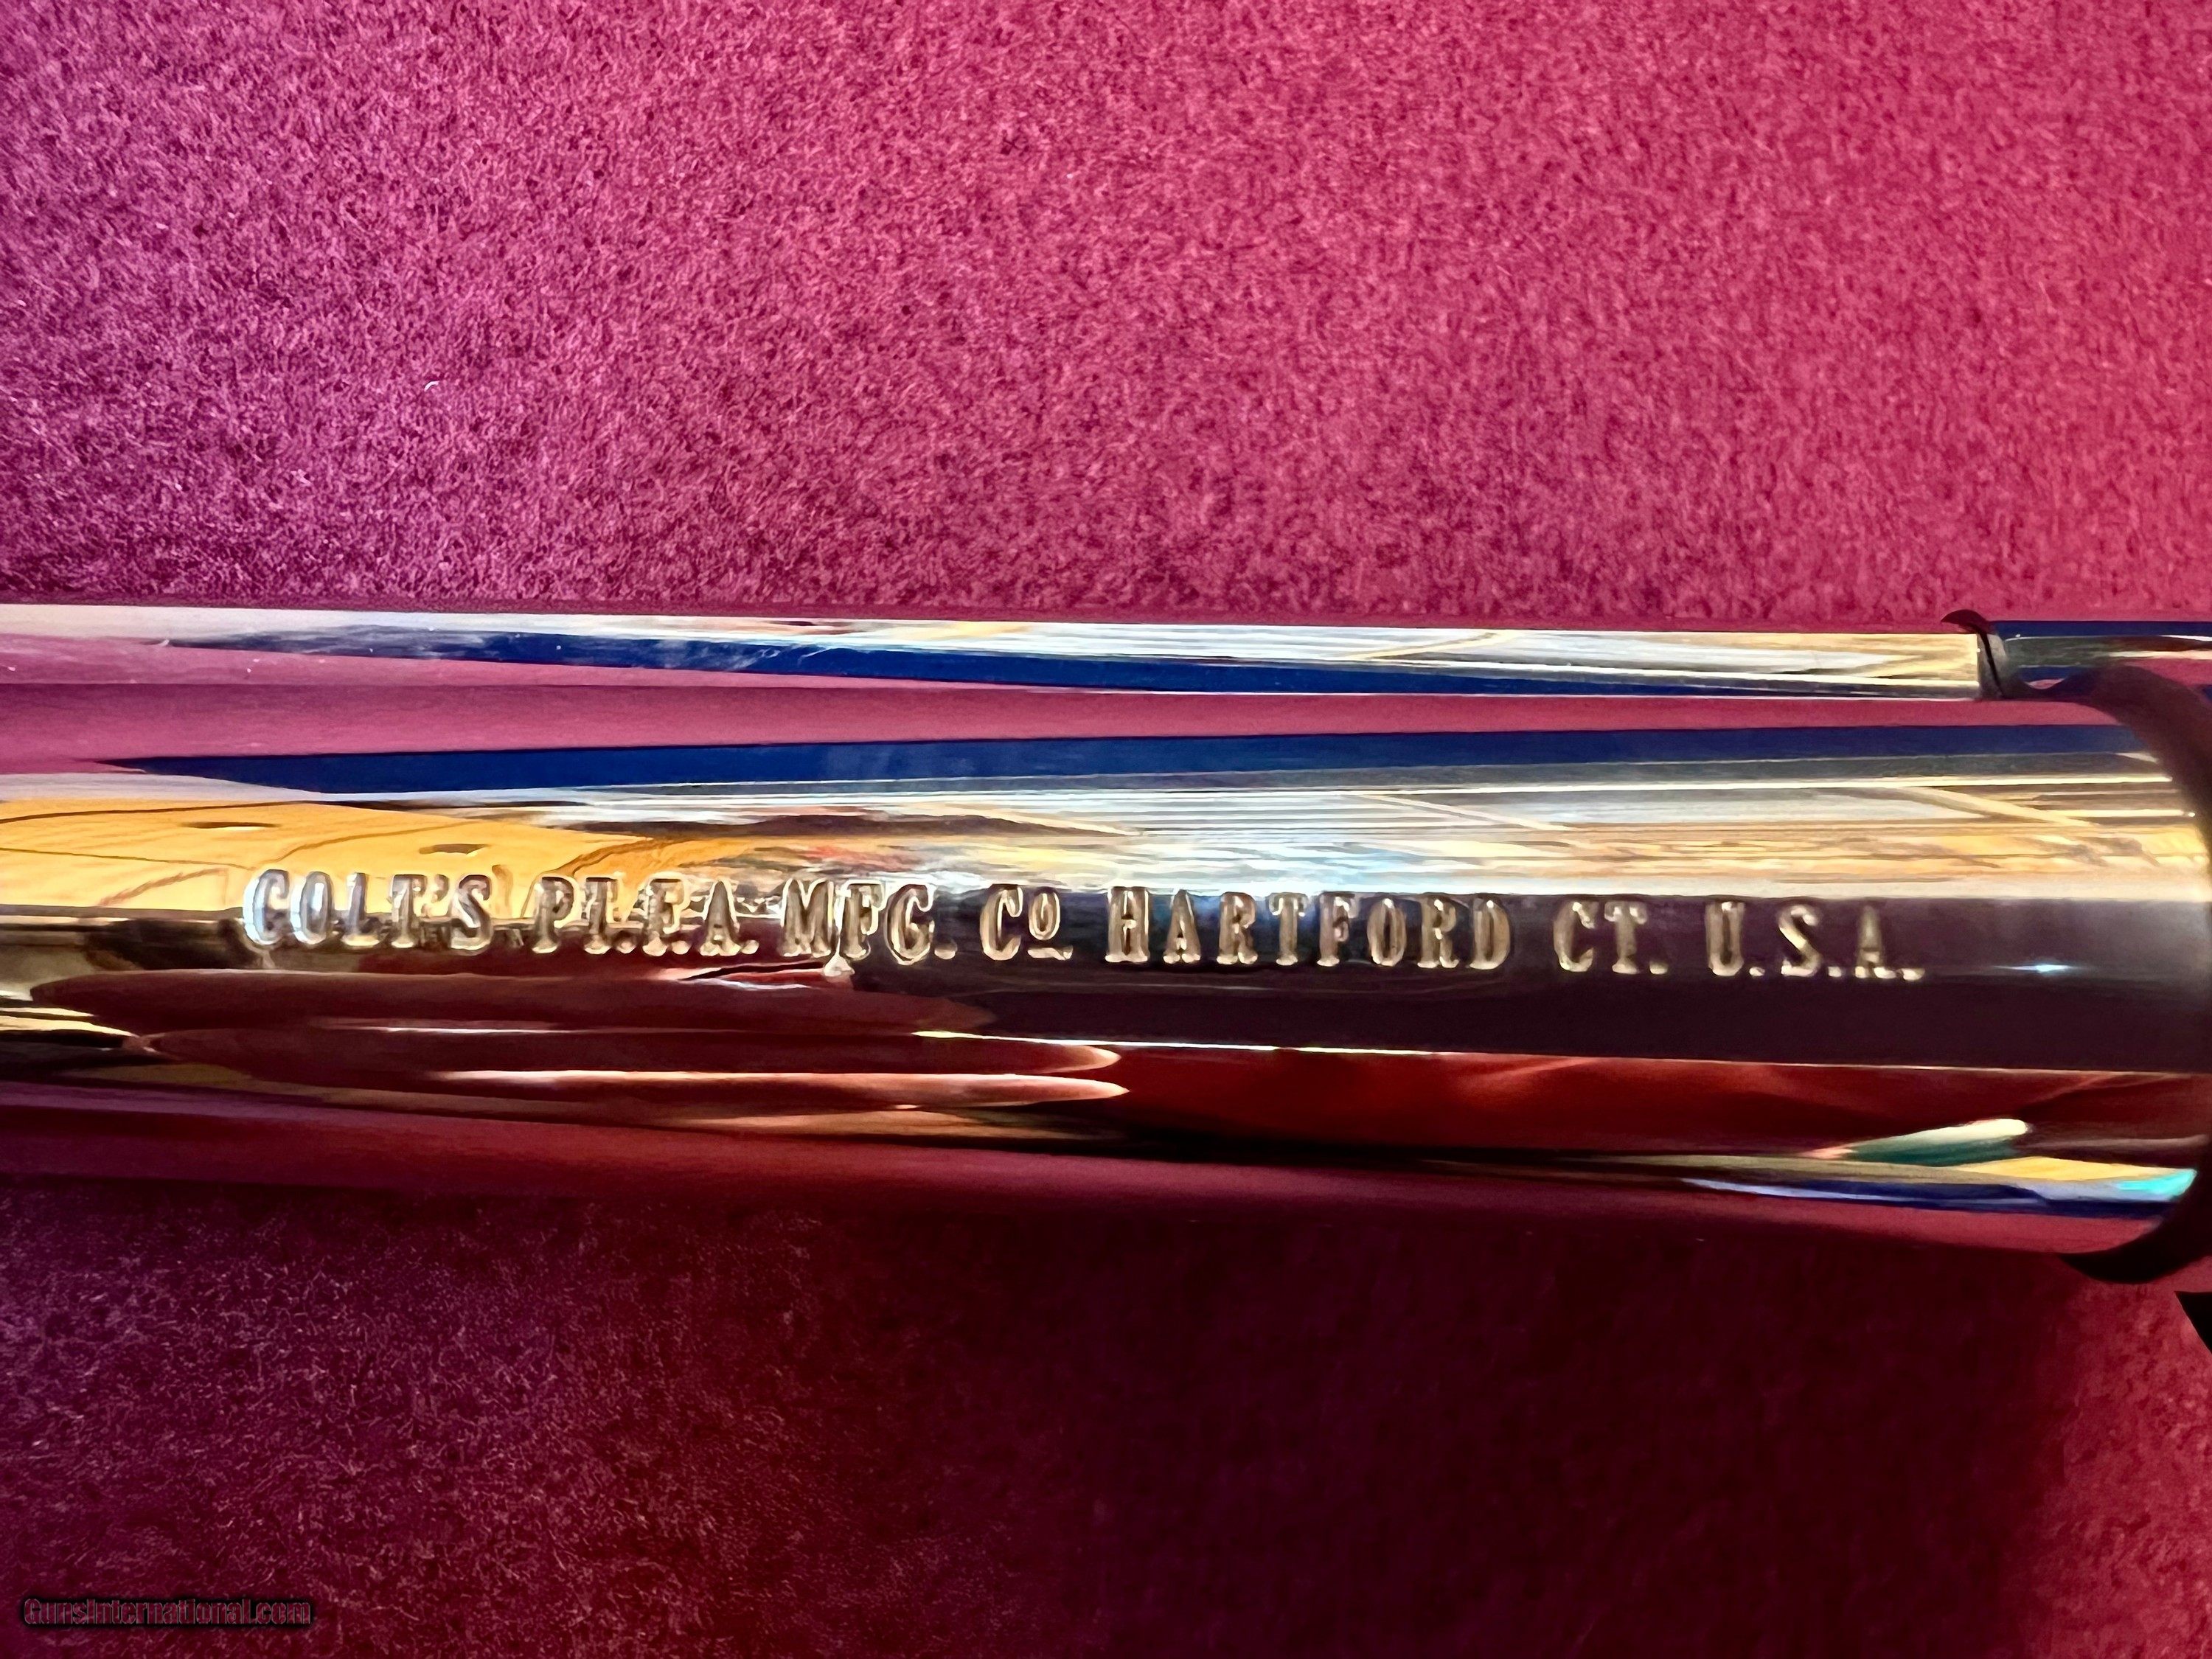 COLT'S PT.F.A. MFG. Co HARTFORD CT. U.S.A.
GunsInternational.com